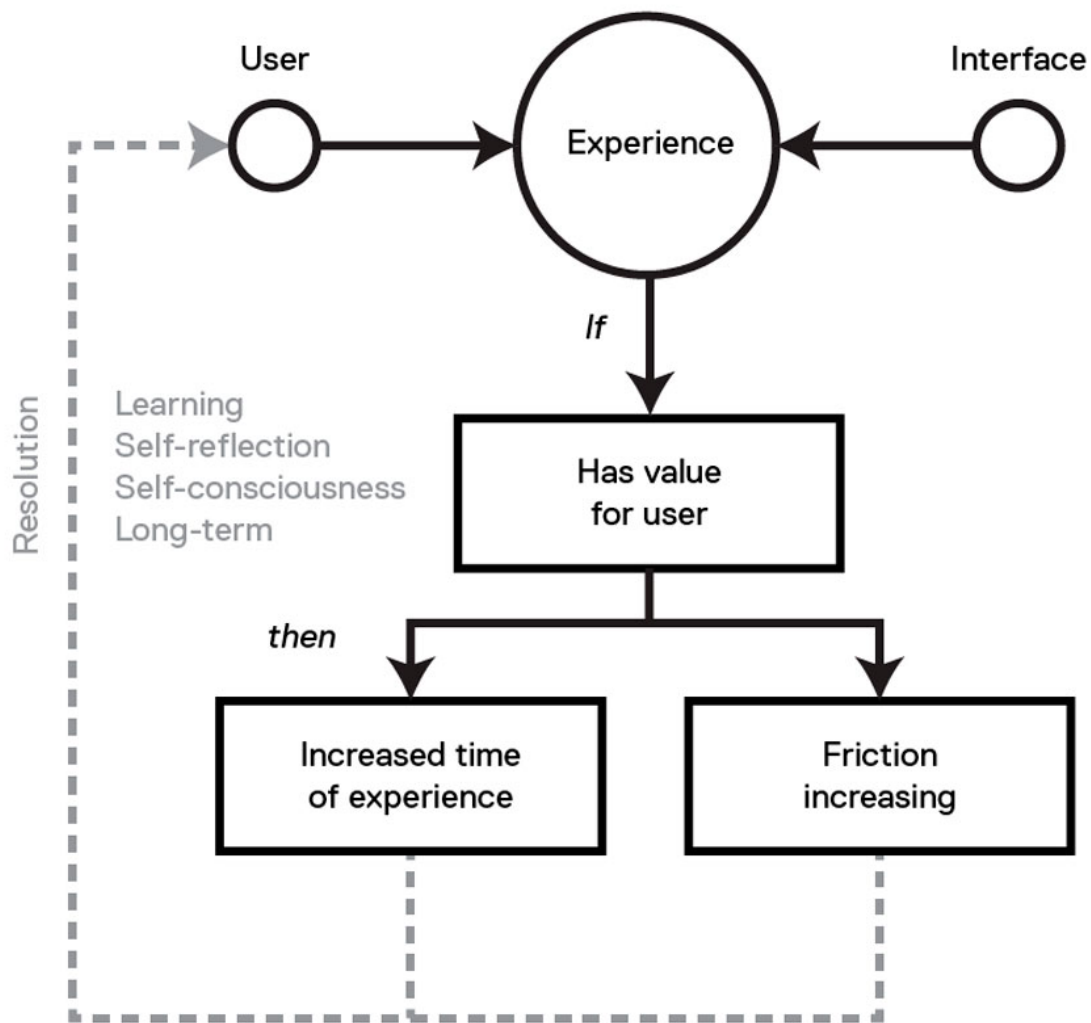 User
Interface
Experience
If
Resolution
Learning
Self-reflection
Self-consciousness
Long-term
Has value
for user
then
Increased time
of experience
Friction
increasing